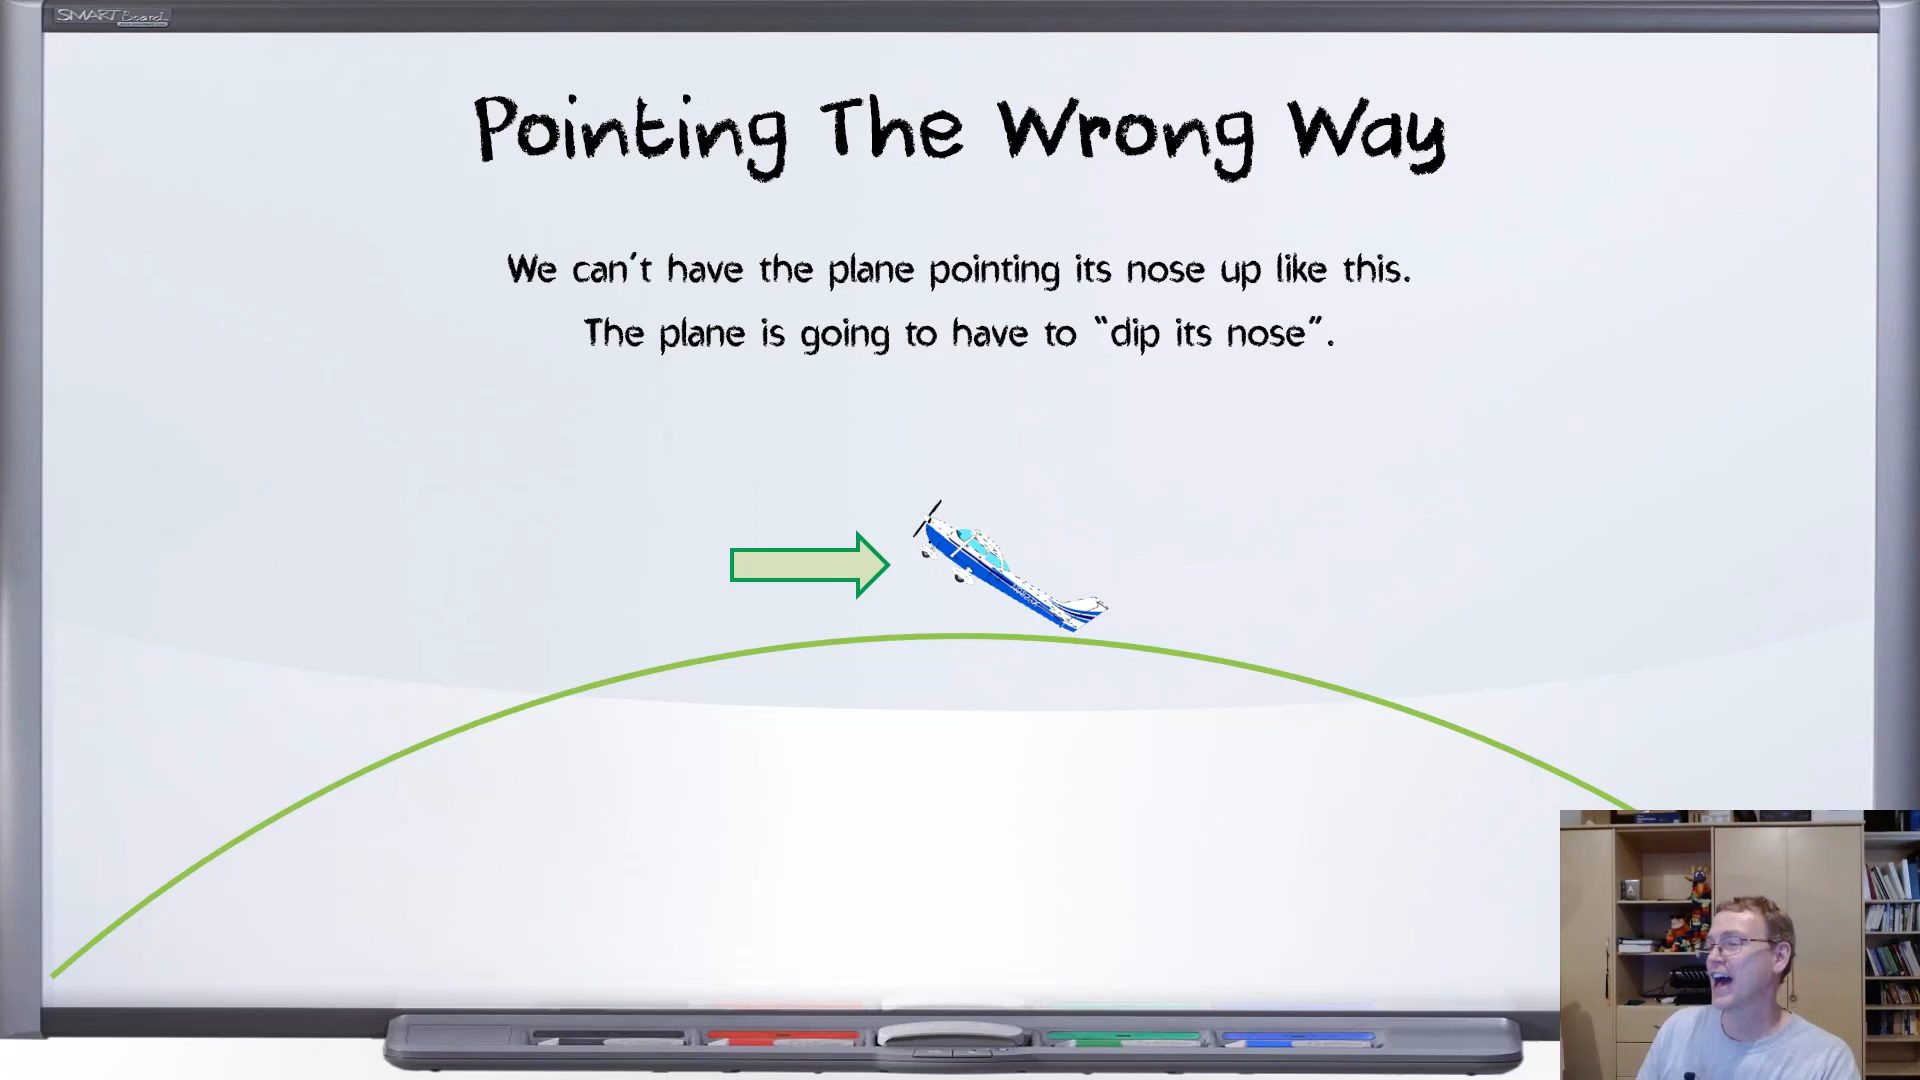 SMART Board
Pointing The Wrong Way
We can't have the plane pointing its nose up like this.
The plane is going to have to “dip its nose”.